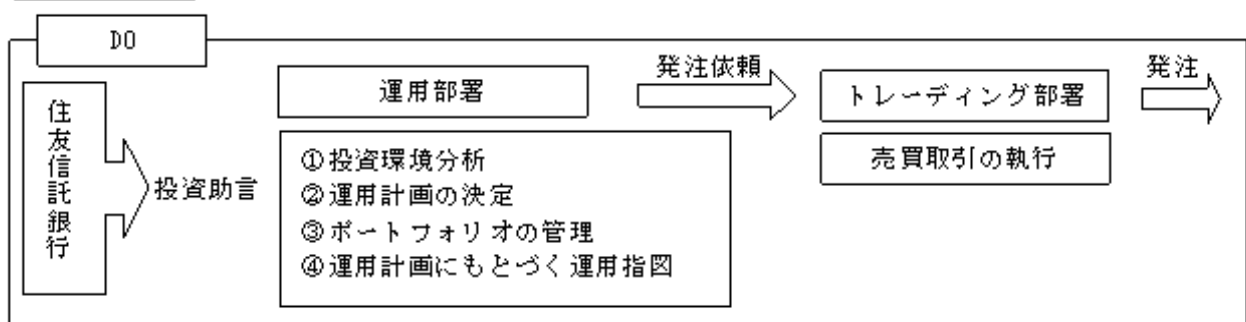 DO
住友信託銀行
投資助言
運用部署
①投資環境分析
②運用計画の決定
③ポートフォリオの管理
④運用計画にもとづく運用指図
発注依頼
トレーディング部署
売買取引の執行
発注